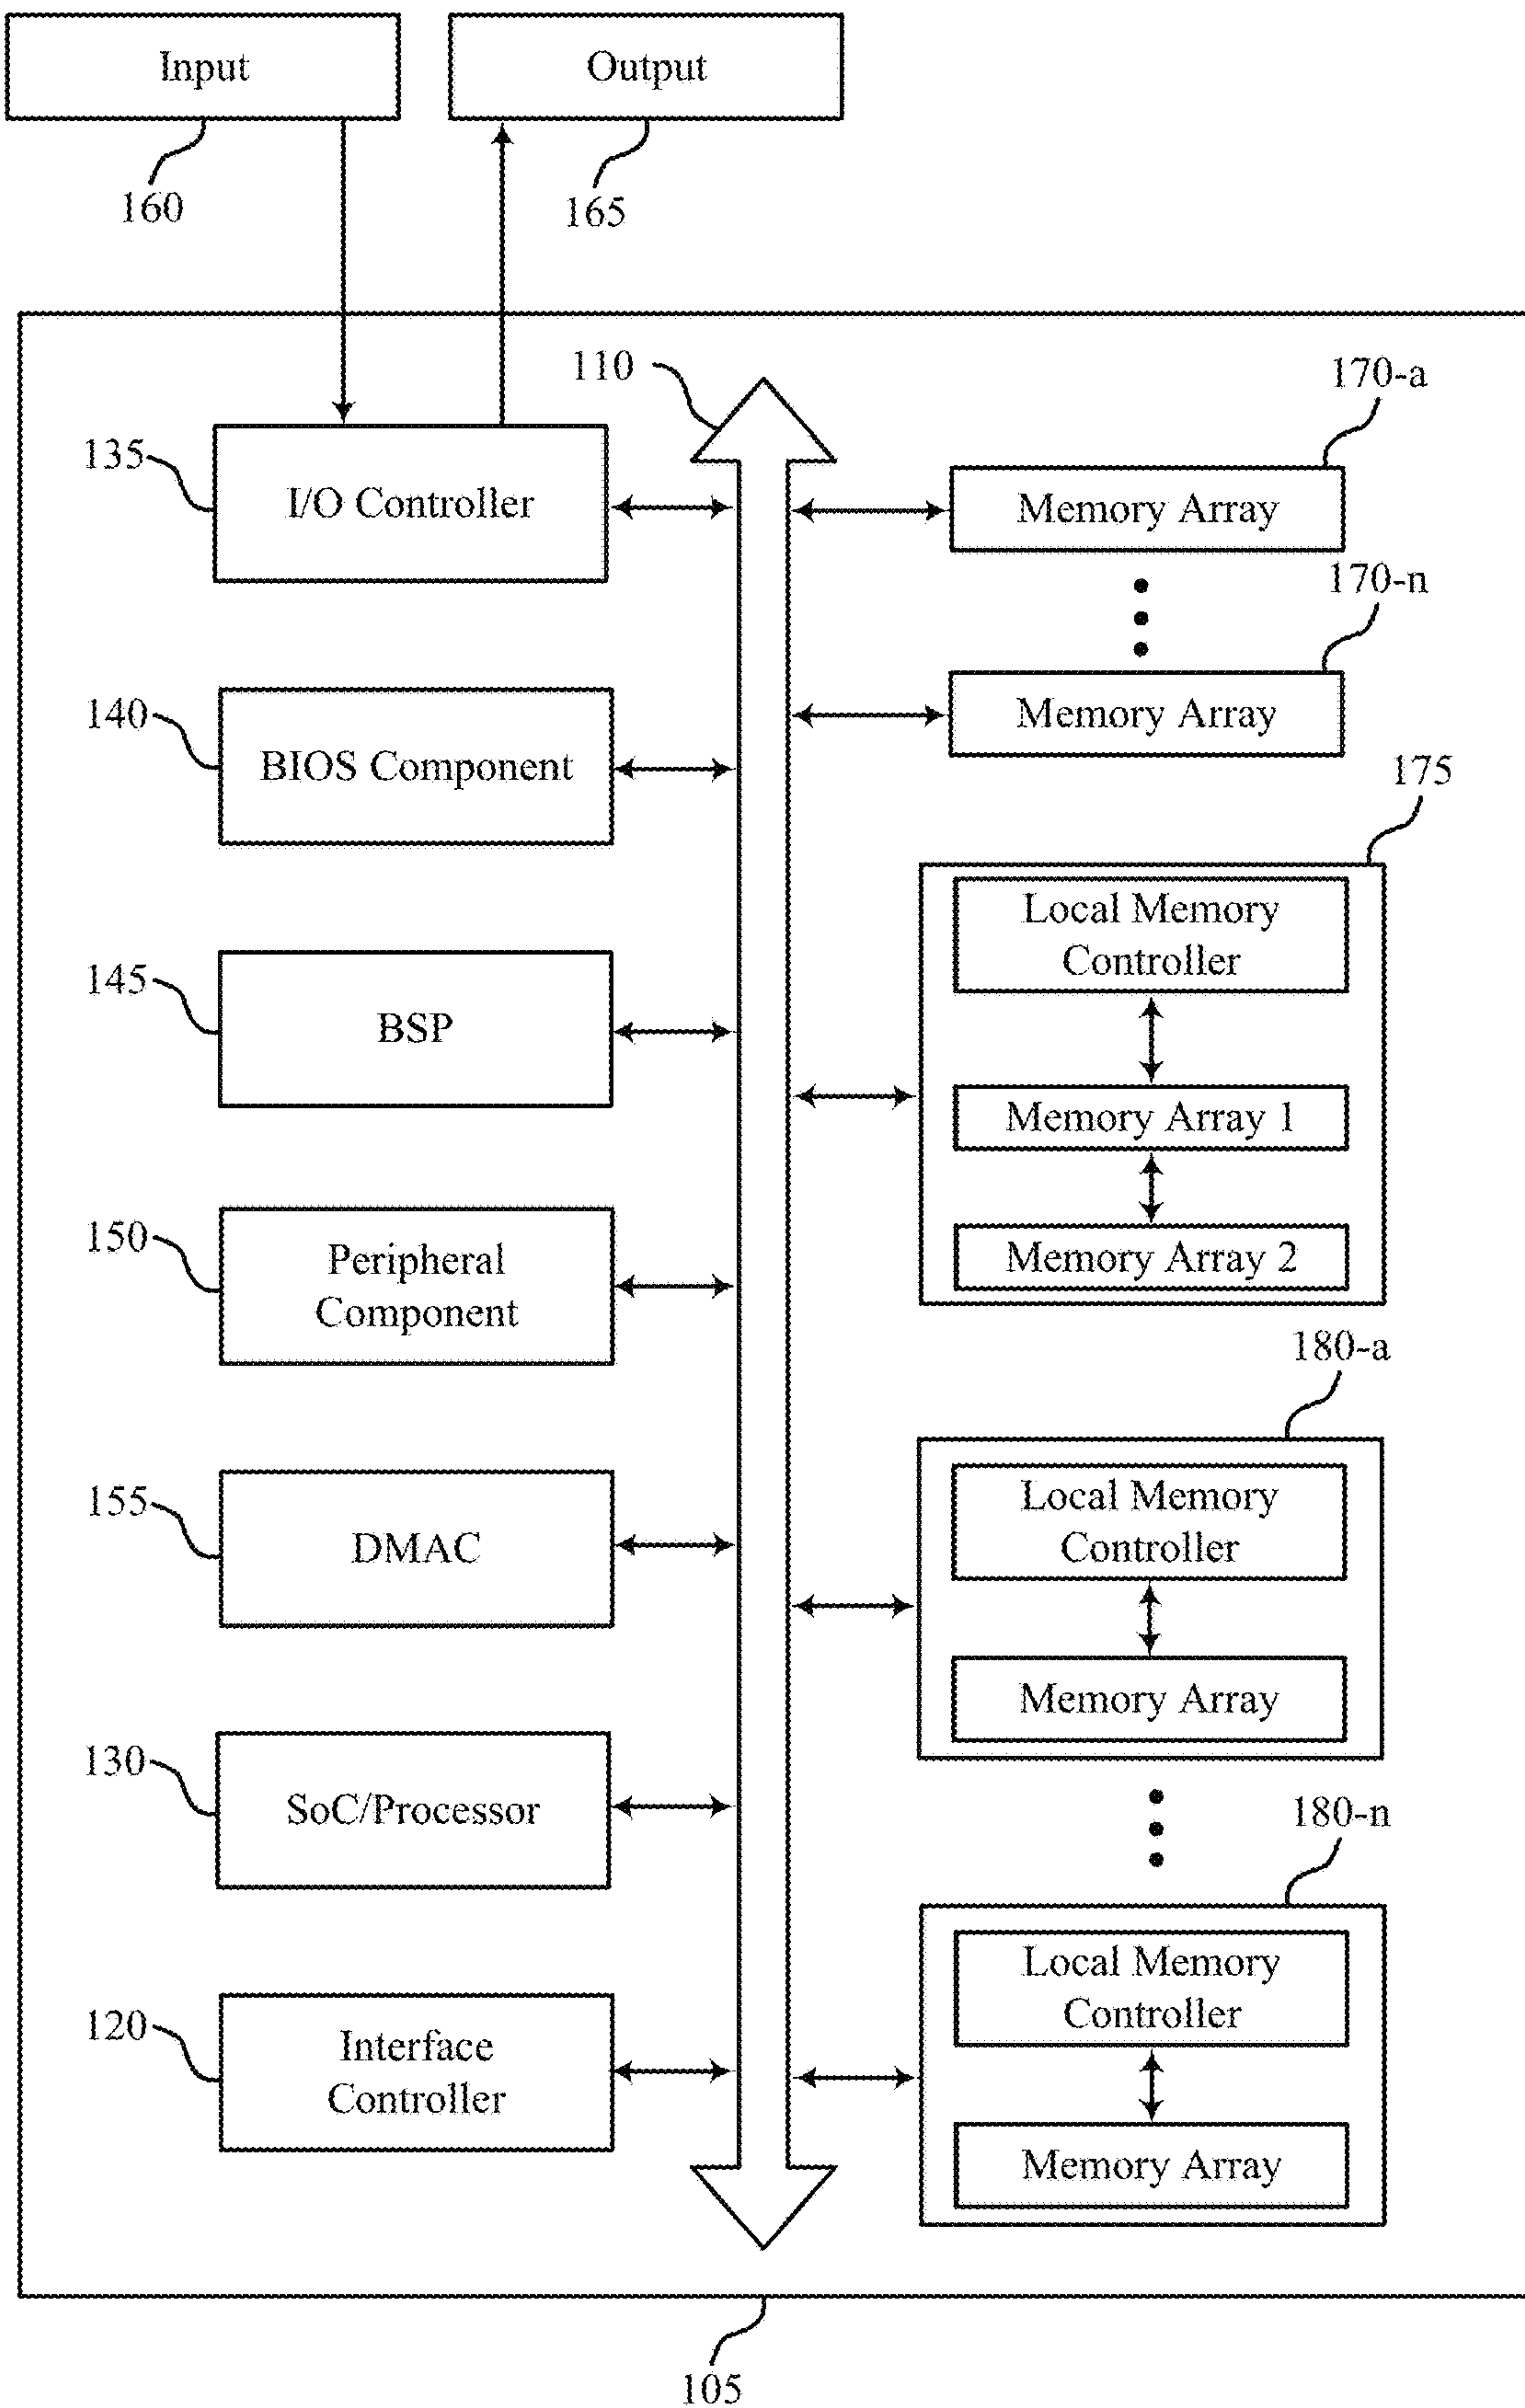 Input
Output
160
165
110
170-a
135
I/O Controller
Memory Array
170-n
140
BIOS Component
Memory Array
175
Local Memory
Controller
145
BSP
Memory Array 1
150
Peripheral
Component
Memory Array 2
180-a
155
DMAC
Local Memory
Controller
Memory Array
130
SoC/Processor
180-n
120
Interface
Controller
Local Memory
Controller
Memory Array
105